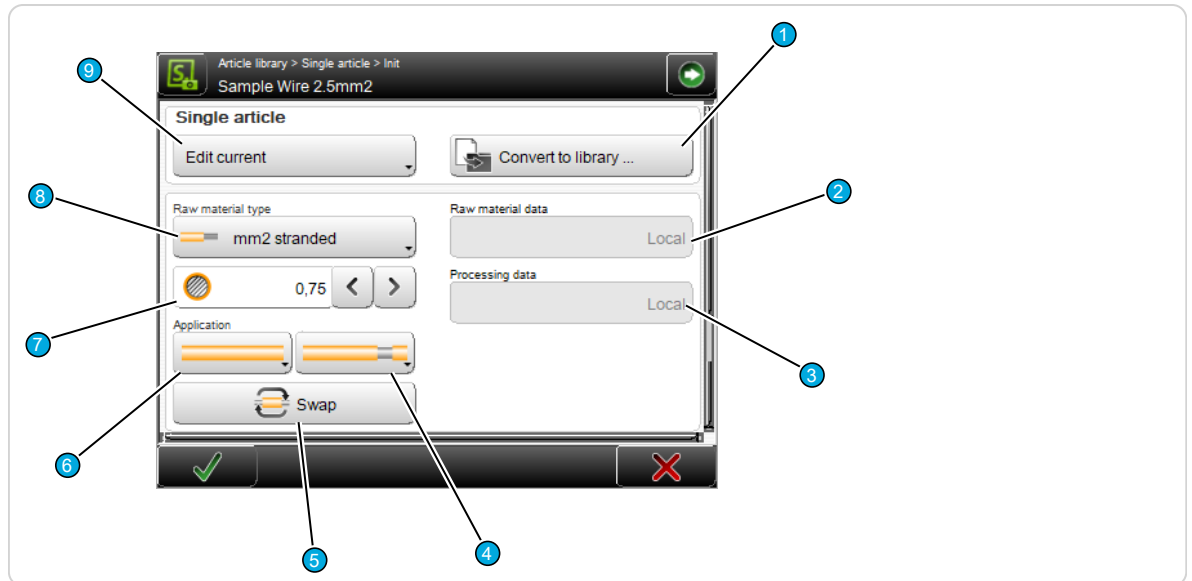 1
9
Article library > Single article > Init
Sample Wire 2.5mm2
Single article
Edit current
Convert to library ...
8
2
Raw material type
Raw material data
mm2 stranded
Local
Processing data
0,75
Local
7
Application
3
Swap
6
5
4